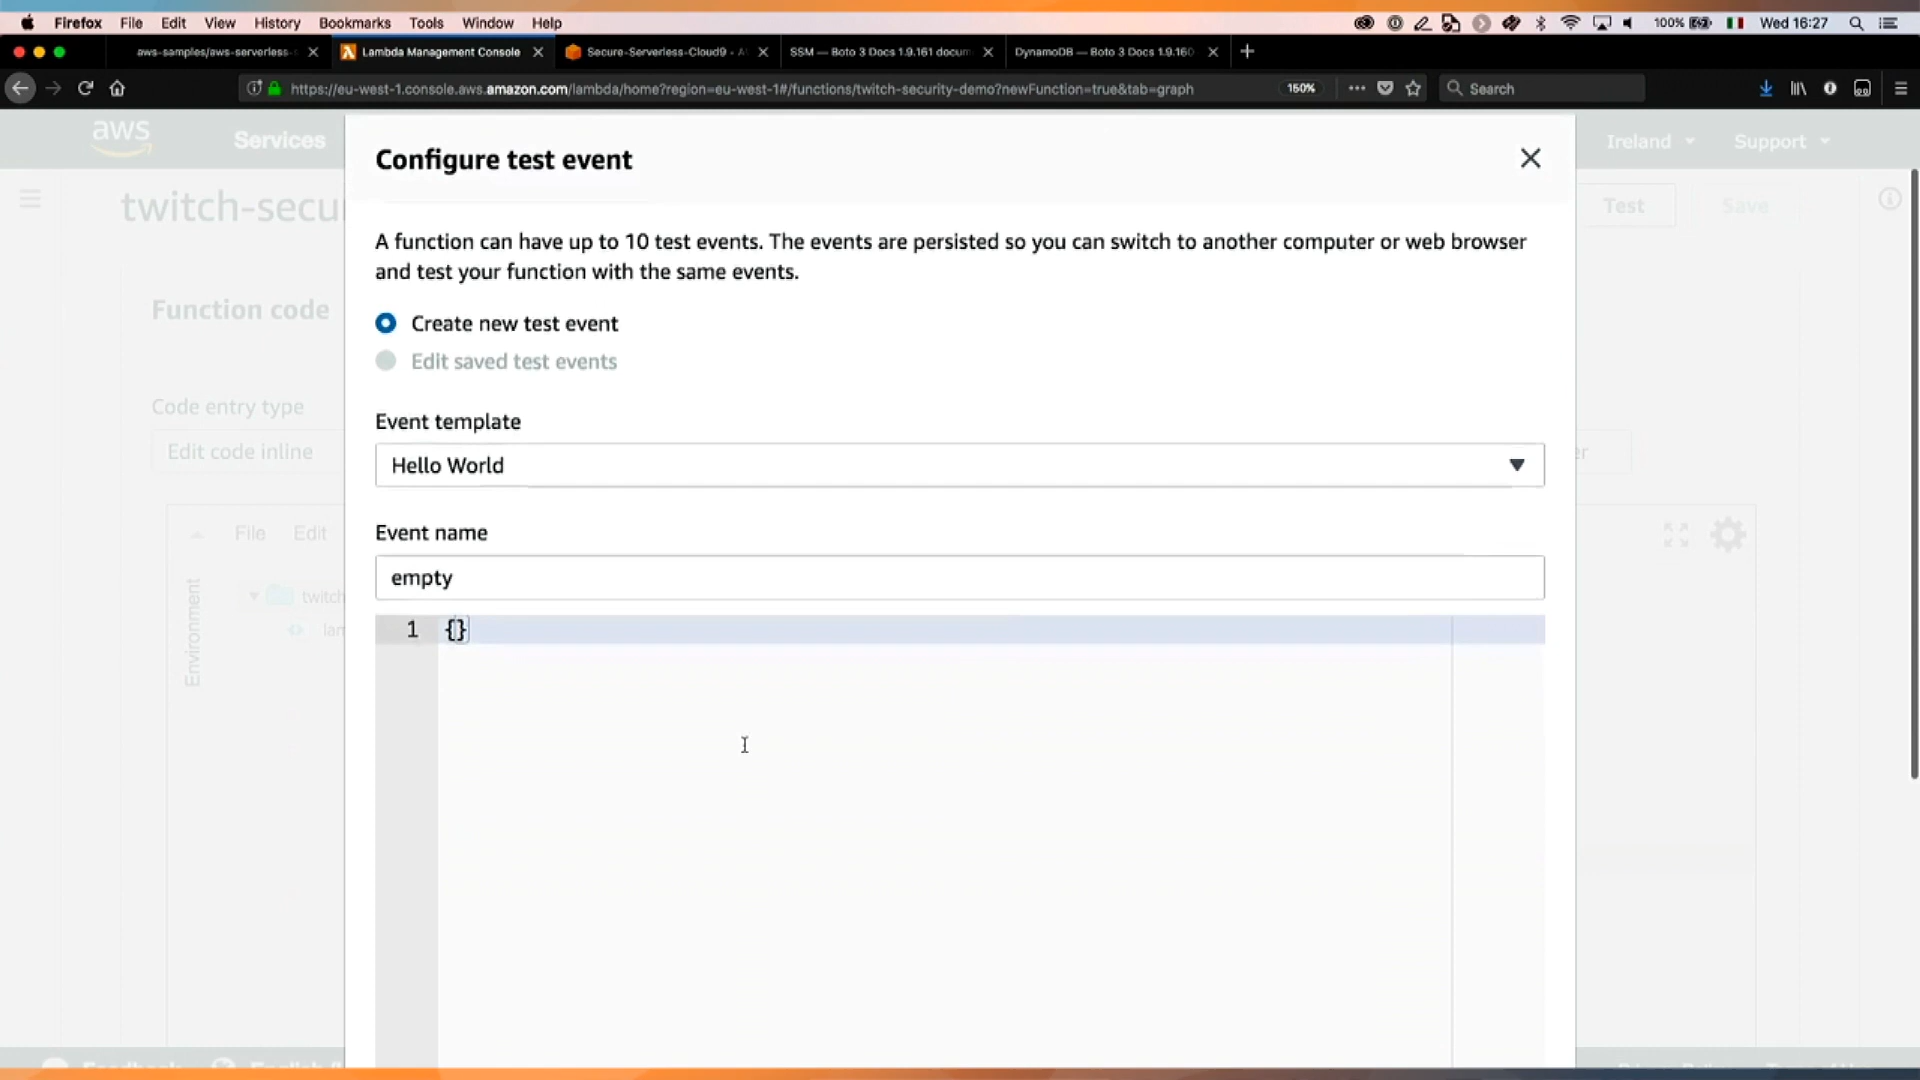 Firefox File Edit View History Bookmarks Tools Window Help 100% Wed 16:27
aws-samples/aws-serverless- Lambda Management Console Secure-Serverless-Cloud9 - A SSM — Boto 3 Docs 1.9.161 docum DynamoDB — Boto 3 Docs 1.9.160
https://eu-west-1.console.aws.amazon.com/lambda/home?region=eu-west-1#/functions/twitch-security-demo?newFunction=true&tab=graph 150% Search
aws Services Ireland Support
Configure test event
twitch-secu Test Save
A function can have up to 10 test events. The events are persisted so you can switch to another computer or web browser
and test your function with the same events.
Function code
Create new test event
Edit saved test events
Code entry type
Event template
Edit code inline
Hello World
Event name
File Edit
empty
Environment
twitch
1 {}
lam